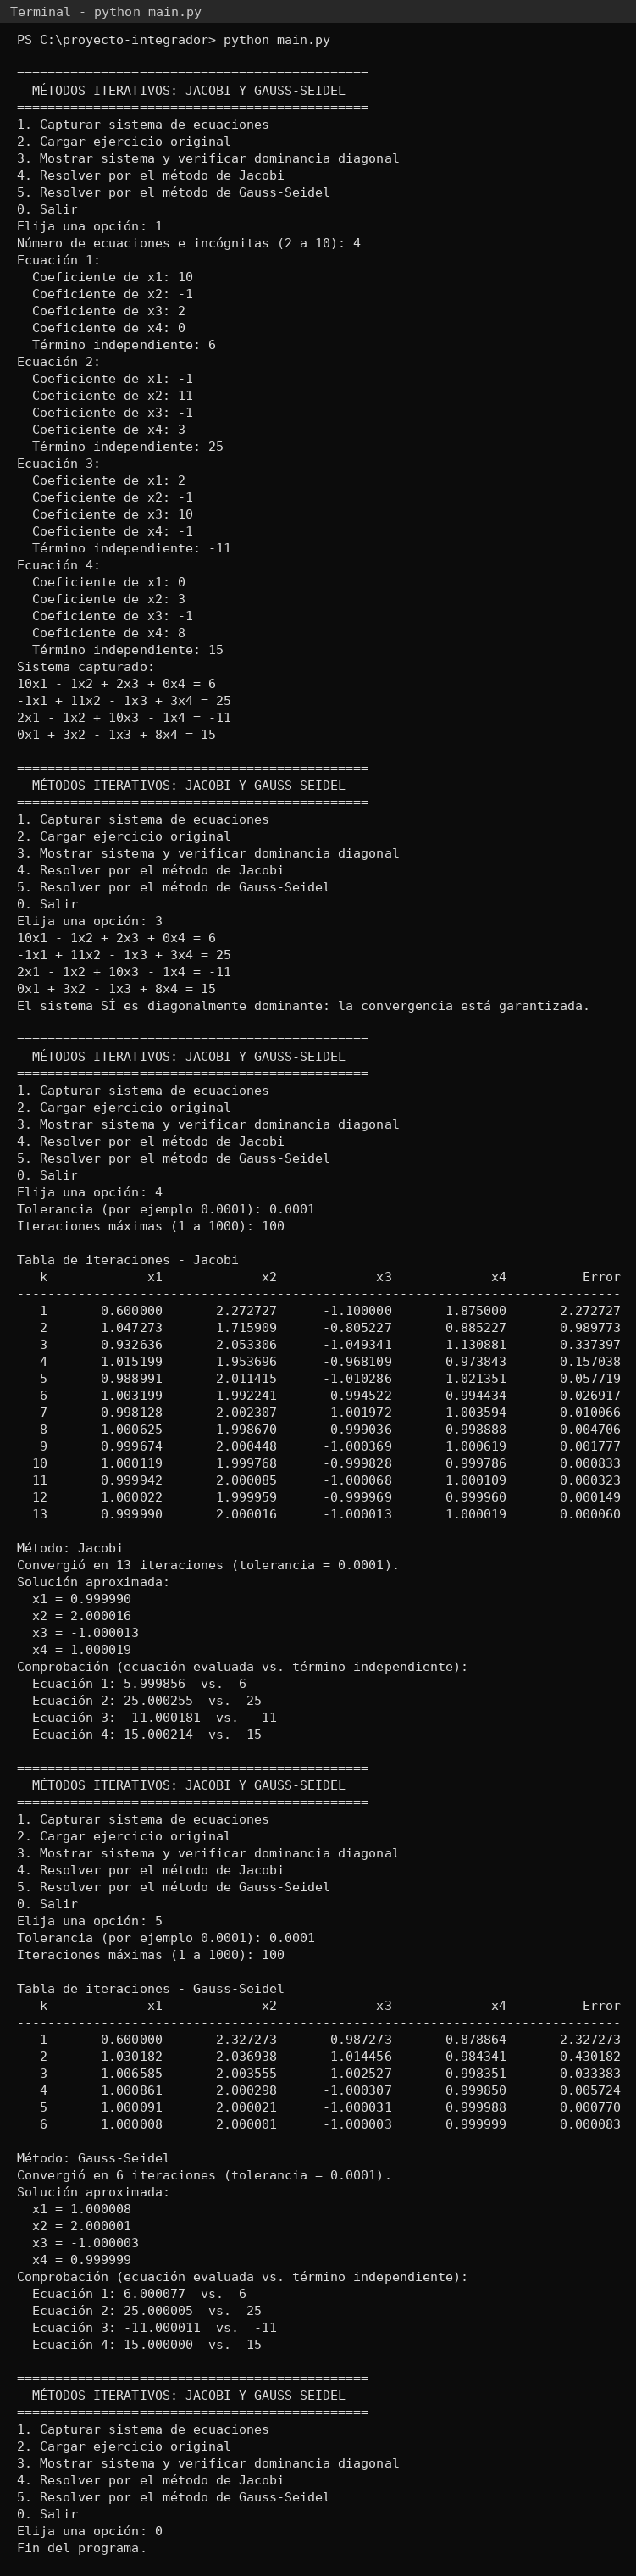 Terminal - python main.py
PS C:\proyecto-integrador> python main.py
==============================================
MÉTODOS ITERATIVOS: JACOBI Y GAUSS-SEIDEL
==============================================
1. Capturar sistema de ecuaciones
2. Cargar ejercicio original
3. Mostrar sistema y verificar dominancia diagonal
4. Resolver por el método de Jacobi
5. Resolver por el método de Gauss-Seidel
0. Salir
Elija una opción: 1
Número de ecuaciones e incógnitas (2 a 10): 4
Ecuación 1:
Coeficiente de x1: 10
Coeficiente de x2: -1
Coeficiente de x3: 2
Coeficiente de x4: 0
Término independiente: 6
Ecuación 2:
Coeficiente de x1: -1
Coeficiente de x2: 11
Coeficiente de x3: -1
Coeficiente de x4: 3
Término independiente: 25
Ecuación 3:
Coeficiente de x1: 2
Coeficiente de x2: -1
Coeficiente de x3: 10
Coeficiente de x4: -1
Término independiente: -11
Ecuación 4:
Coeficiente de x1: 0
Coeficiente de x2: 3
Coeficiente de x3: -1
Coeficiente de x4: 8
Término independiente: 15
Sistema capturado:
10x1 - 1x2 + 2x3 + 0x4 = 6
-1x1 + 11x2 - 1x3 + 3x4 = 25
2x1 - 1x2 + 10x3 - 1x4 = -11
0x1 + 3x2 - 1x3 + 8x4 = 15
==============================================
MÉTODOS ITERATIVOS: JACOBI Y GAUSS-SEIDEL
==============================================
1. Capturar sistema de ecuaciones
2. Cargar ejercicio original
3. Mostrar sistema y verificar dominancia diagonal
4. Resolver por el método de Jacobi
5. Resolver por el método de Gauss-Seidel
0. Salir
Elija una opción: 3
10x1 - 1x2 + 2x3 + 0x4 = 6
-1x1 + 11x2 - 1x3 + 3x4 = 25
2x1 - 1x2 + 10x3 - 1x4 = -11
0x1 + 3x2 - 1x3 + 8x4 = 15
El sistema SÍ es diagonalmente dominante: la convergencia está garantizada.
==============================================
MÉTODOS ITERATIVOS: JACOBI Y GAUSS-SEIDEL
==============================================
1. Capturar sistema de ecuaciones
2. Cargar ejercicio original
3. Mostrar sistema y verificar dominancia diagonal
4. Resolver por el método de Jacobi
5. Resolver por el método de Gauss-Seidel
0. Salir
Elija una opción: 4
Tolerancia (por ejemplo 0.0001): 0.0001
Iteraciones máximas (1 a 1000): 100
Tabla de iteraciones - Jacobi
k x1 x2 x3 x4 Error
-------------------------------------------------------------------------------
1 0.600000 2.272727 -1.100000 1.875000 2.272727
2 1.047273 1.715909 -0.805227 0.885227 0.989773
3 0.932636 2.053306 -1.049341 1.130881 0.337397
4 1.015199 1.953696 -0.968109 0.973843 0.157038
5 0.988991 2.011415 -1.010286 1.021351 0.057719
6 1.003199 1.992241 -0.994522 0.994434 0.026917
7 0.998128 2.002307 -1.001972 1.003594 0.010066
8 1.000625 1.998670 -0.999036 0.998888 0.004706
9 0.999674 2.000448 -1.000369 1.000619 0.001777
10 1.000119 1.999768 -0.999828 0.999786 0.000833
11 0.999942 2.000085 -1.000068 1.000109 0.000323
12 1.000022 1.999959 -0.999969 0.999960 0.000149
13 0.999990 2.000016 -1.000013 1.000019 0.000060
Método: Jacobi
Convergió en 13 iteraciones (tolerancia = 0.0001).
Solución aproximada:
x1 = 0.999990
x2 = 2.000016
x3 = -1.000013
x4 = 1.000019
Comprobación (ecuación evaluada vs. término independiente):
Ecuación 1: 5.999856 vs. 6
Ecuación 2: 25.000255 vs. 25
Ecuación 3: -11.000181 vs. -11
Ecuación 4: 15.000214 vs. 15
==============================================
MÉTODOS ITERATIVOS: JACOBI Y GAUSS-SEIDEL
==============================================
1. Capturar sistema de ecuaciones
2. Cargar ejercicio original
3. Mostrar sistema y verificar dominancia diagonal
4. Resolver por el método de Jacobi
5. Resolver por el método de Gauss-Seidel
0. Salir
Elija una opción: 5
Tolerancia (por ejemplo 0.0001): 0.0001
Iteraciones máximas (1 a 1000): 100
Tabla de iteraciones - Gauss-Seidel
k x1 x2 x3 x4 Error
-------------------------------------------------------------------------------
1 0.600000 2.327273 -0.987273 0.878864 2.327273
2 1.030182 2.036938 -1.014456 0.984341 0.430182
3 1.006585 2.003555 -1.002527 0.998351 0.033383
4 1.000861 2.000298 -1.000307 0.999850 0.005724
5 1.000091 2.000021 -1.000031 0.999988 0.000770
6 1.000008 2.000001 -1.000003 0.999999 0.000083
Método: Gauss-Seidel
Convergió en 6 iteraciones (tolerancia = 0.0001).
Solución aproximada:
x1 = 1.000008
x2 = 2.000001
x3 = -1.000003
x4 = 0.999999
Comprobación (ecuación evaluada vs. término independiente):
Ecuación 1: 6.000077 vs. 6
Ecuación 2: 25.000005 vs. 25
Ecuación 3: -11.000011 vs. -11
Ecuación 4: 15.000000 vs. 15
==============================================
MÉTODOS ITERATIVOS: JACOBI Y GAUSS-SEIDEL
==============================================
1. Capturar sistema de ecuaciones
2. Cargar ejercicio original
3. Mostrar sistema y verificar dominancia diagonal
4. Resolver por el método de Jacobi
5. Resolver por el método de Gauss-Seidel
0. Salir
Elija una opción: 0
Fin del programa.